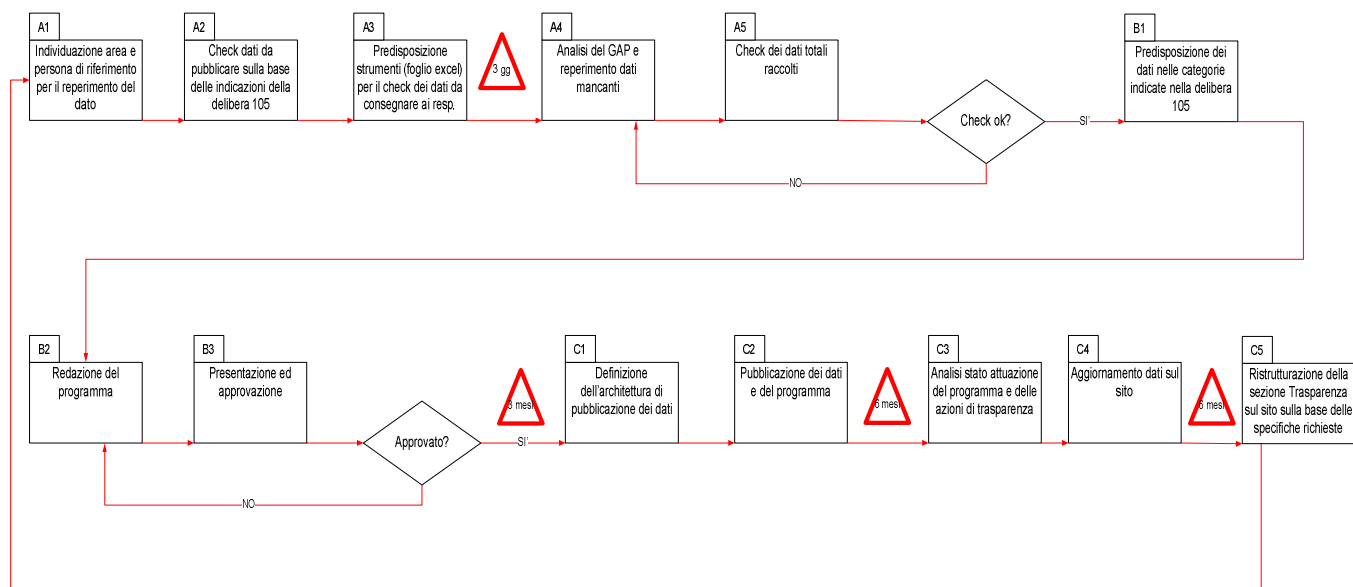 A1
Individuazione area e
persona di riferimento
per il reperimento del
dato
A2
Check dati da
pubblicare sulla base
delle indicazioni della
delibera 105
A3
Predisposizione
strumenti (foglio excel)
per il check dei dati da
consegnare ai resp.
3 gg
A4
Analisi del GAP e
reperimento dati
mancanti
A5
Check dei dati totali
raccolti
Check ok?
SI'
NO
B1
Predisposizione dei
dati nelle categorie
indicate nella delibera
105
B2
Redazione del
programma
B3
Presentazione ed
approvazione
Approvato?
SI'
NO
3 mesi
C1
Definizione
dell'architettura di
pubblicazione dei dati
C2
Pubblicazione dei dati
e del programma
6 mesi
C3
Analisi stato attuazione
del programma e delle
azioni di trasparenza
C4
Aggiornamento dati sul
sito
6 mesi
C5
Ristrutturazione della
sezione Trasparenza
sul sito sulla base delle
specifiche richieste